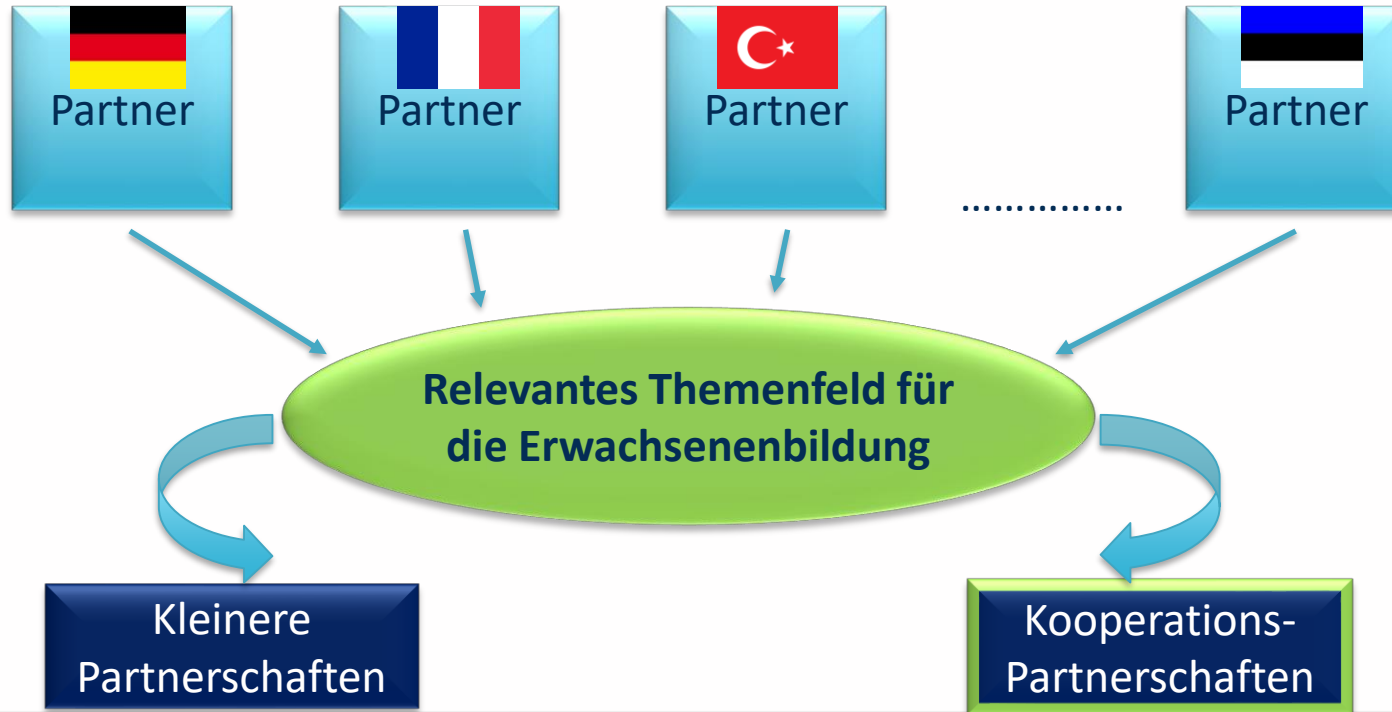 Partner
Partner
Partner
Partner
……………
Relevantes Themenfeld für
die Erwachsenenbildung
Kleinere
Partnerschaften
Kooperations-
Partnerschaften